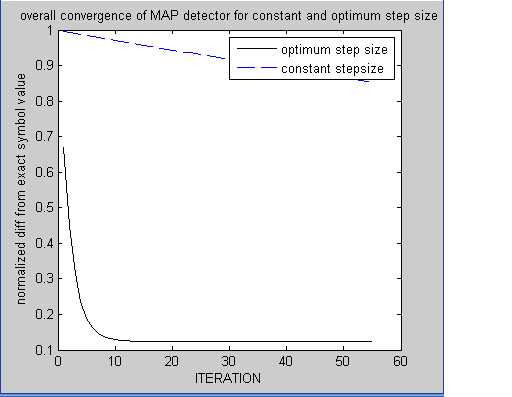 overall convergence of MAP detector for constant and optimum step size
normalized diff from exact symbol value
1
0.9
0.8
0.7
0.6
0.5
0.4
0.3
0.2
0.1
optimum step size
constant stepsize
0 10 20 30 40 50 60
ITERATION